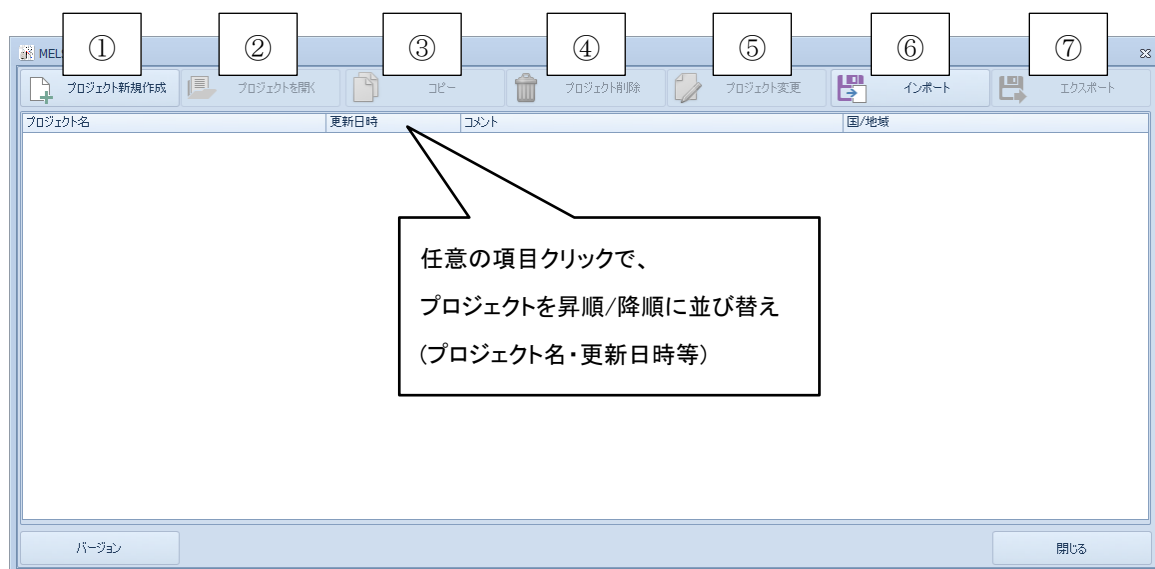 ① ② ③ ④ ⑤ ⑥ ⑦
MEL
プロジェクト新規作成 プロジェクトを開く コピー プロジェクト削除 プロジェクト変更 インポート エクスポート
プロジェクト名 更新日時 コメント 国/地域
任意の項目クリックで、
プロジェクトを昇順/降順に並び替え
(プロジェクト名・更新日時等)
バージョン 閉じる